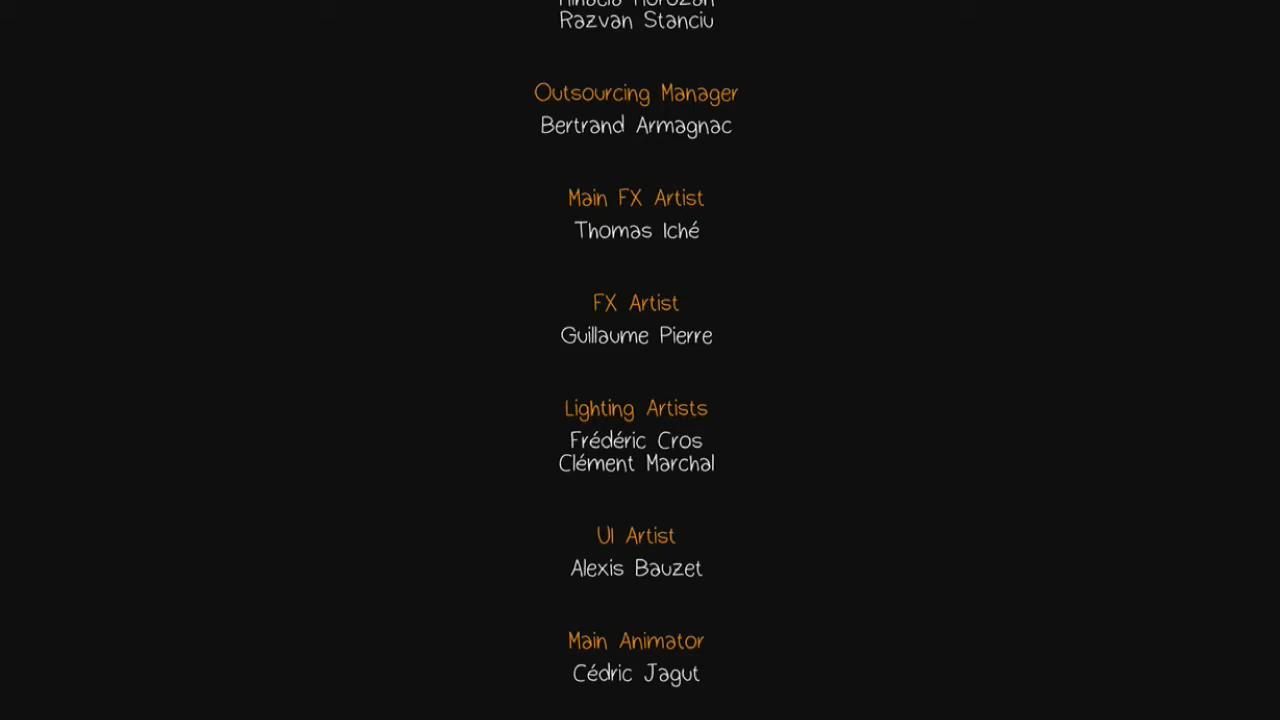 Razvan Stanciu
Outsourcing Manager
Bertrand Armagnac
Main FX Artist
Thomas Iché
FX Artist
Guillaume Pierre
Lighting Artists
Frédéric Cros
Clément Marchal
UI Artist
Alexis Bauzet
Main Animator
Cédric Jagut